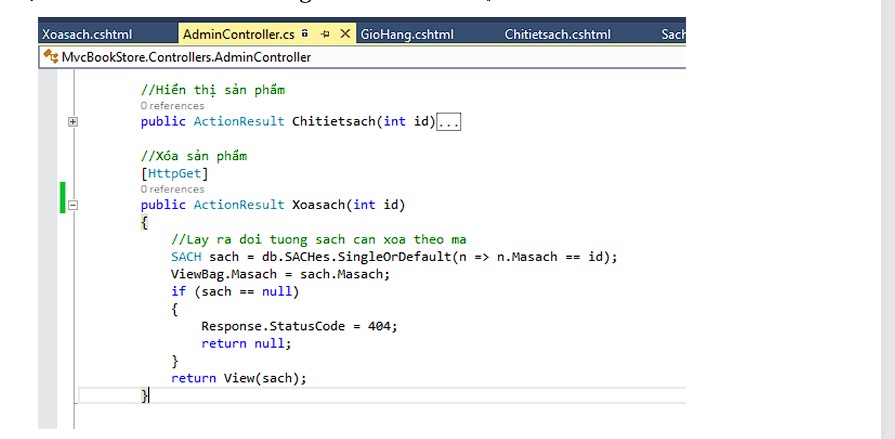 Xoasach.cshtml AdminController.cs GioHang.cshtml Chitietsach.cshtml Sach
MvcBookStore.Controllers.AdminController
//Hiển thị sản phẩm
0 references
public ActionResult Chitietsach(int id)...
//Xóa sản phẩm
[HttpGet]
0 references
public ActionResult Xoasach(int id)
{
//Lay ra doi tuong sach can xoa theo ma
SACH sach = db.SACHes.SingleOrDefault(n => n.Masach == id);
ViewBag.Masach = sach.Masach;
if (sach == null)
{
Response.StatusCode = 404;
return null;
}
return View(sach);
}